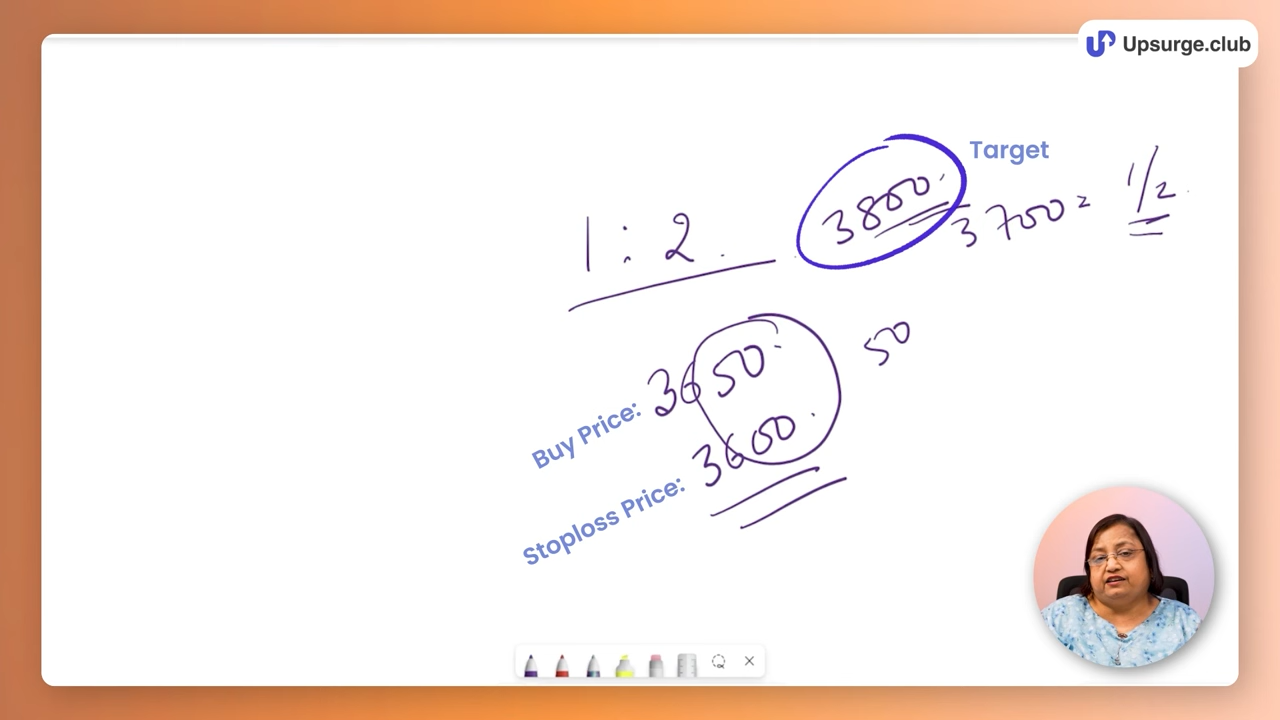 Upsurge.club
Target
3800.
3700 = 1/2
1 : 2
50
Buy Price: 3650
Stoploss Price: 3600